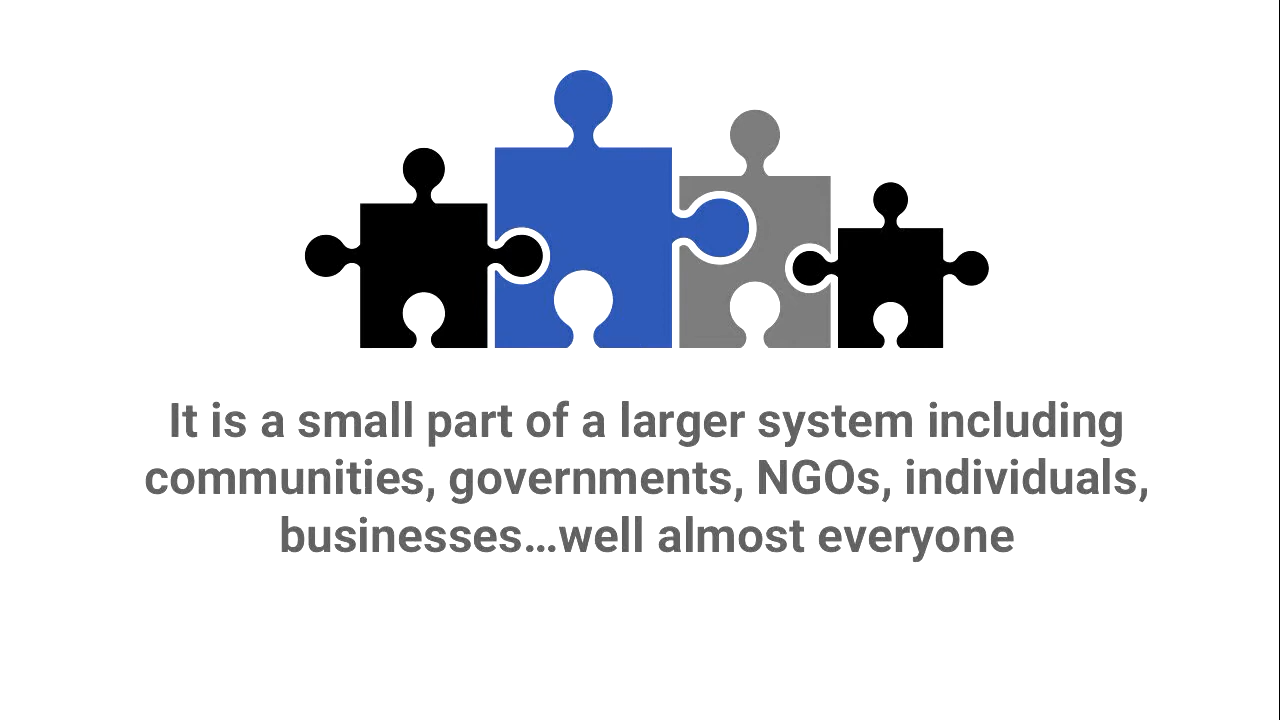 It is a small part of a larger system including
communities, governments, NGOs, individuals,
businesses...well almost everyone